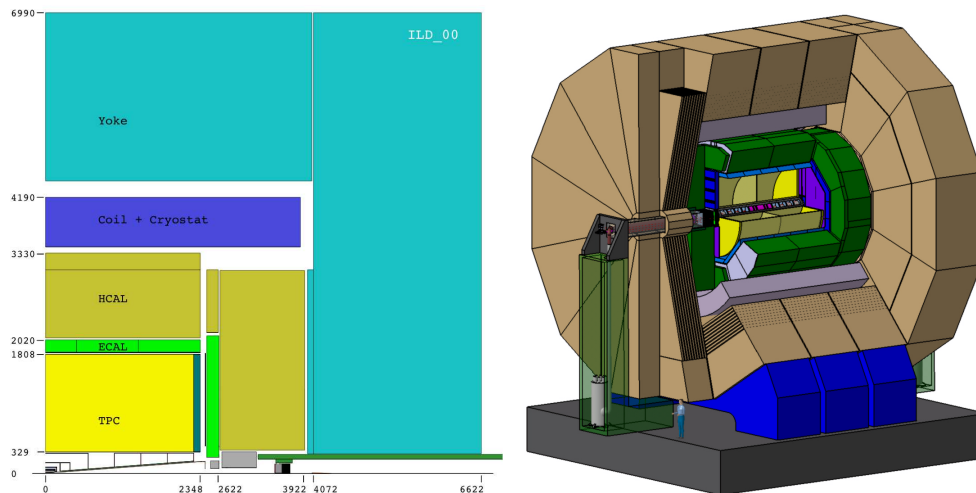 6990
ILD_00
Yoke
4190
Coil + Cryostat
3330
HCAL
2020
ECAL
1808
TPC
329
0
0 2348 2622 3922 4072 6622